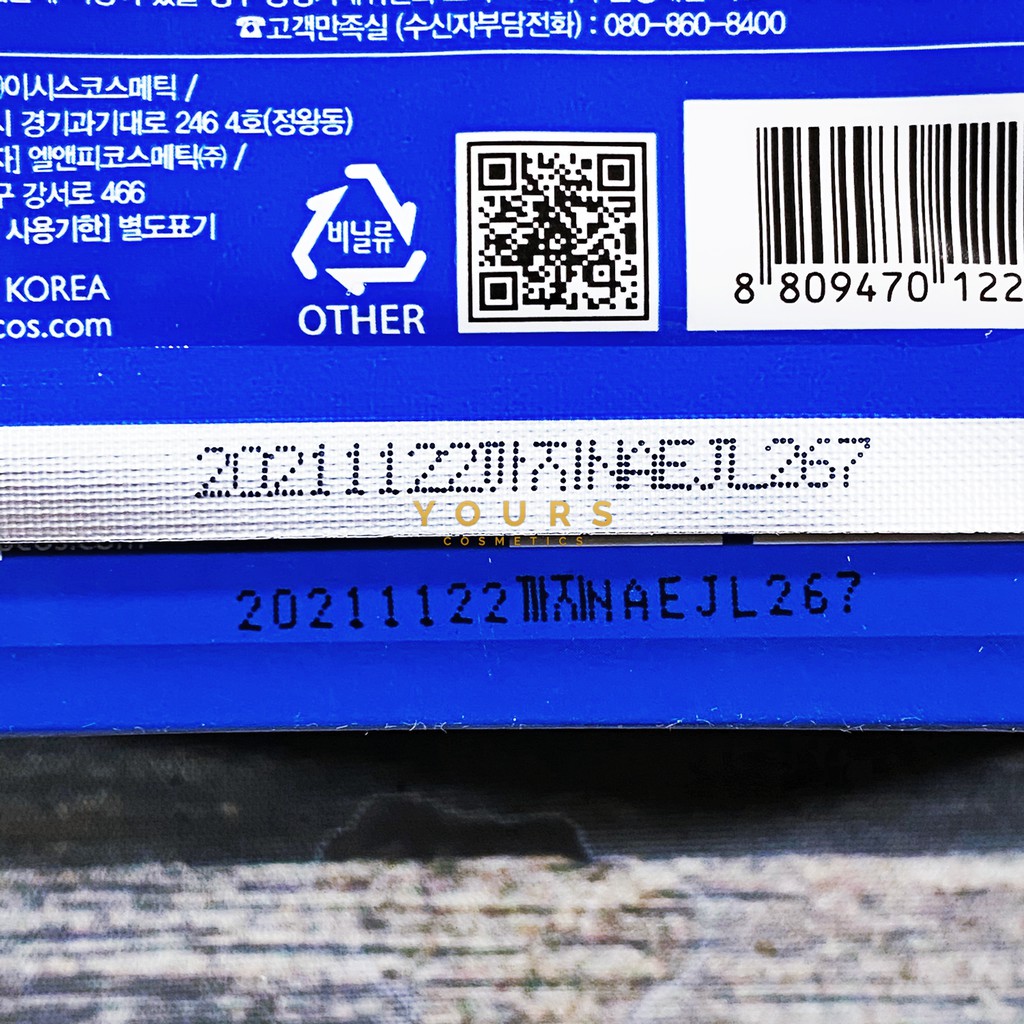 ☎고객만족실 (수신자부담전화) : 080-860-8400
이시스코스메틱 /
시 경기과기대로 246 4호(정왕동)
자] 엘앤피코스메틱㈜ /
구 강서로 466
사용기한] 별도표기
KOREA
cos.com
비닐류
OTHER
8 809470 122
20211122까지NAEJL267
YOURS
COSMETICS
20211122까지NAEJL267